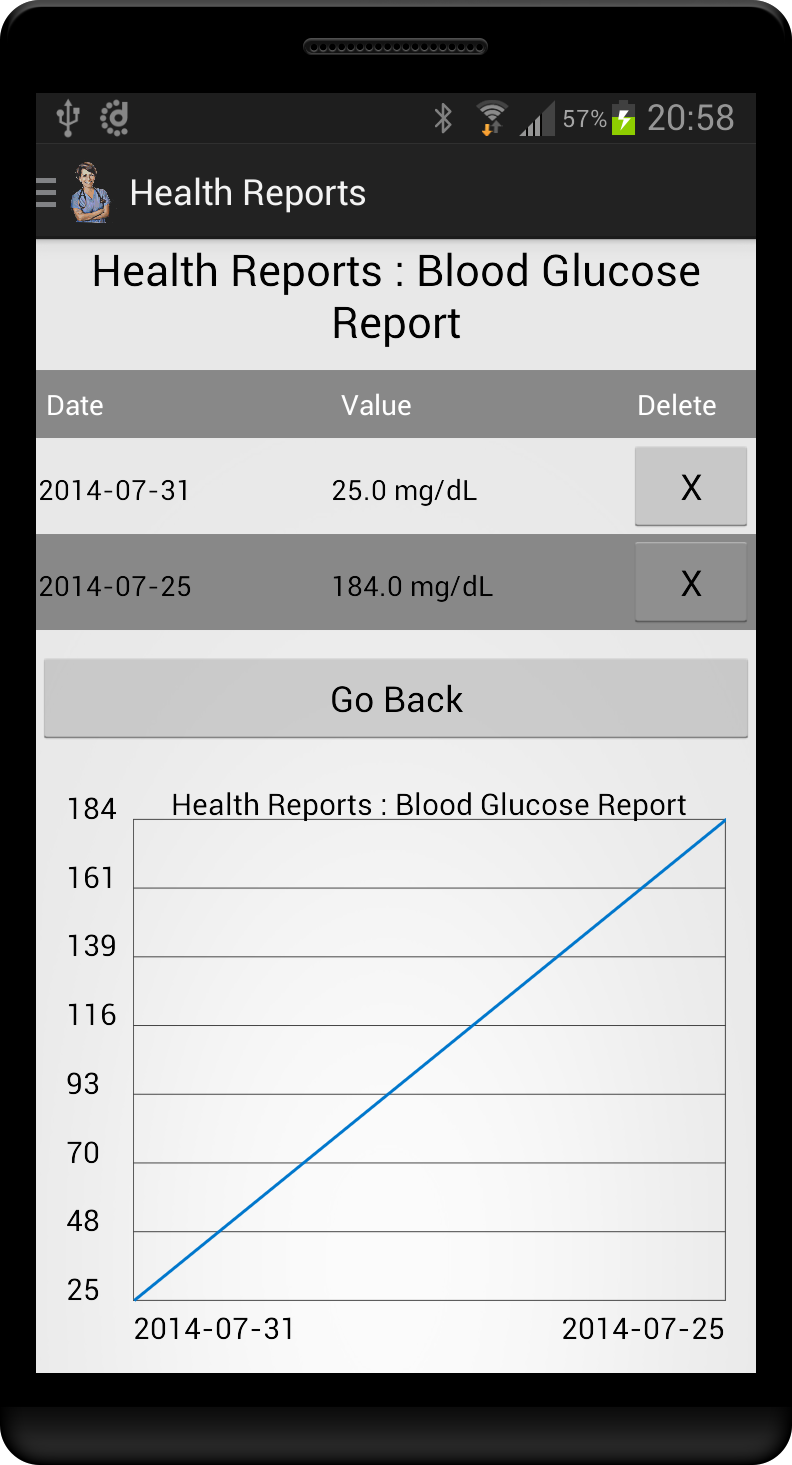 57% 20:58
Health Reports
Health Reports : Blood Glucose
Report
Date Value Delete
2014-07-31 25.0 mg/dL X
2014-07-25 184.0 mg/dL X
Go Back
Health Reports : Blood Glucose Report
184
161
139
116
93
70
48
25
2014-07-31 2014-07-25